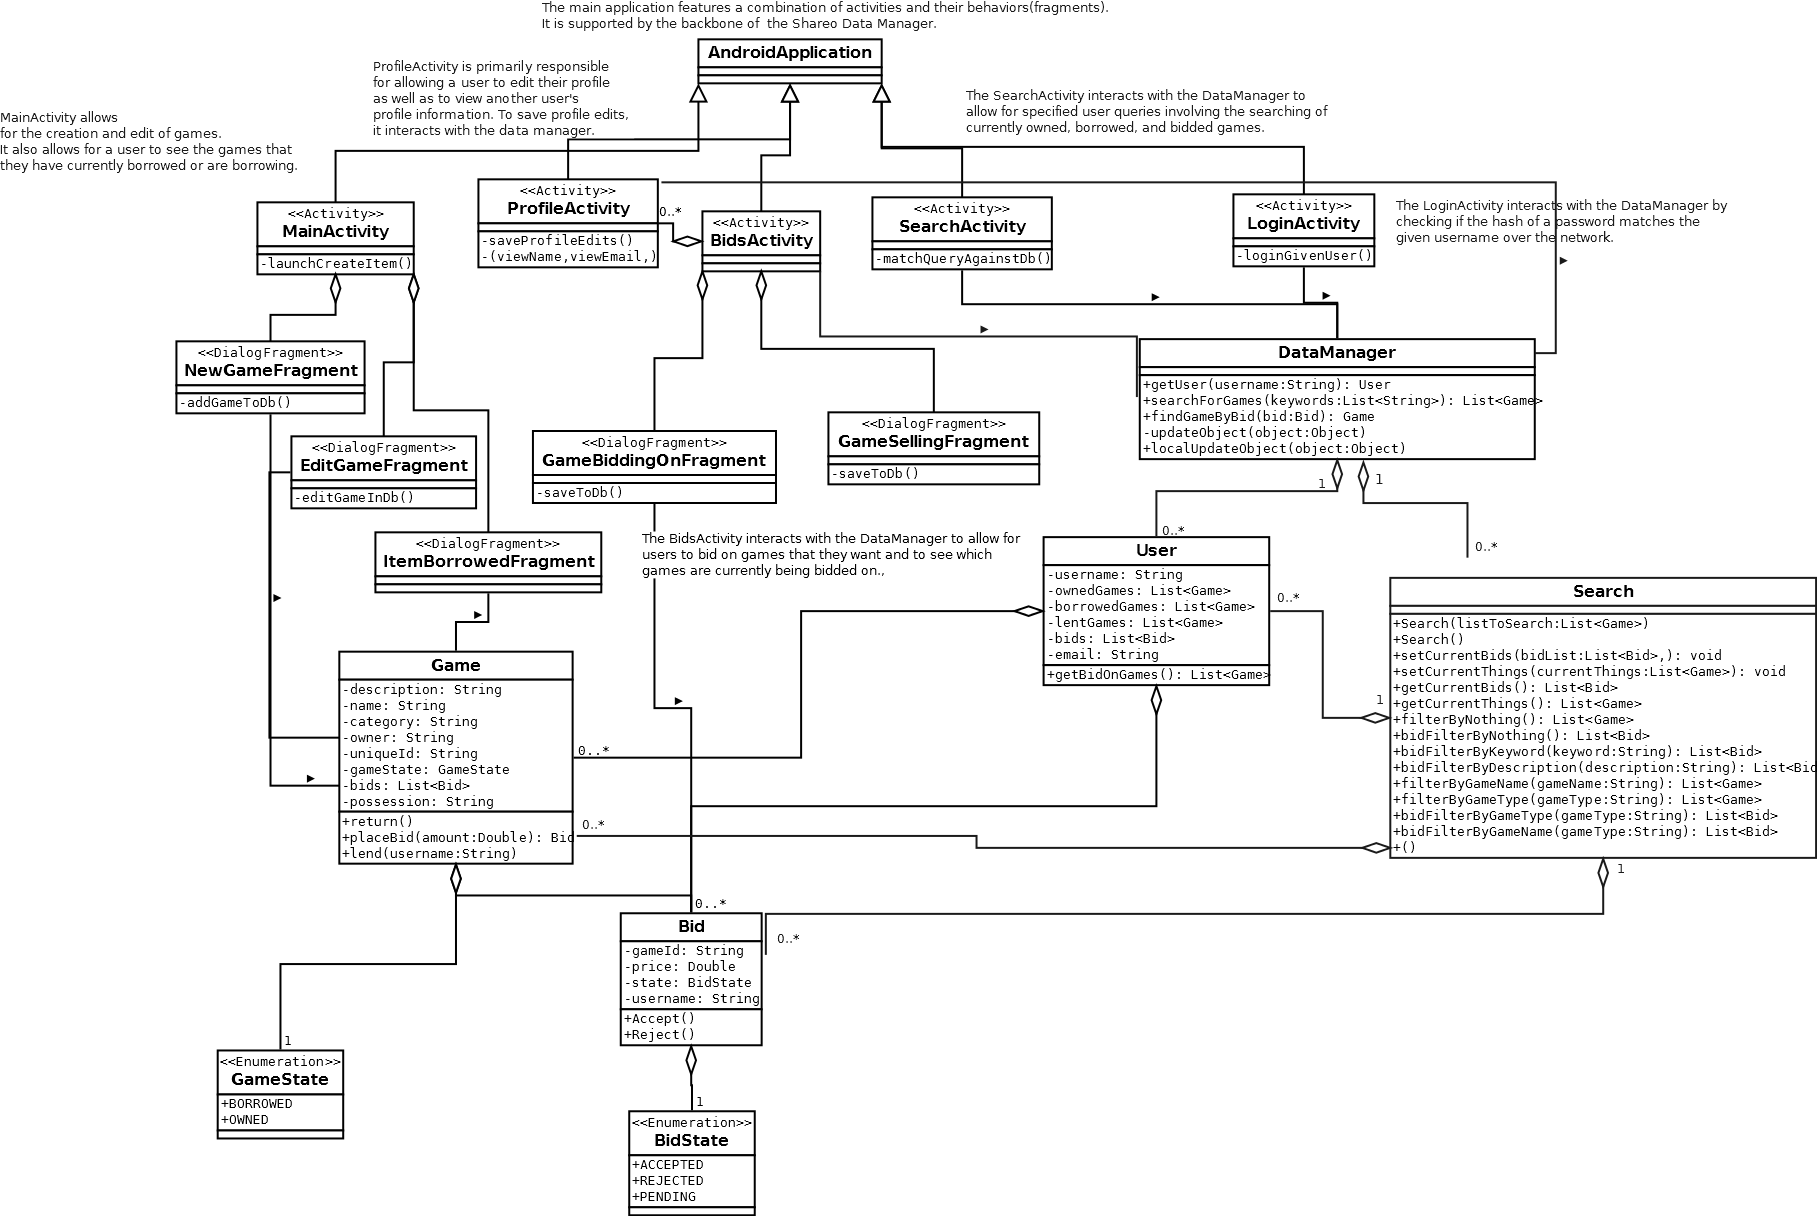 The main application features a combination of activities and their behaviors(fragments).
It is supported by the backbone of  the Shareo Data Manager.
AndroidApplication
ProfileActivity is primarily responsible
for allowing a user to edit their profile
as well as to view another user's
profile information. To save profile edits,
it interacts with the data manager.
The SearchActivity interacts with the DataManager to
allow for specified user queries involving the searching of
currently owned, borrowed, and bidded games.
MainActivity allows
for the creation and edit of games.
It also allows for a user to see the games that
they have currently borrowed or are borrowing.
<<Activity>>
MainActivity
-launchCreateItem()
<<Activity>>
ProfileActivity
-saveProfileEdits()
-(viewName,viewEmail,)
0..*
<<Activity>>
BidsActivity
<<Activity>>
SearchActivity
-matchQueryAgainstDb()
<<Activity>>
LoginActivity
-loginGivenUser()
The LoginActivity interacts with the DataManager by
checking if the hash of a password matches the
given username over the network.
<<DialogFragment>>
NewGameFragment
-addGameToDb()
<<DialogFragment>>
EditGameFragment
-editGameInDb()
<<DialogFragment>>
ItemBorrowedFragment
<<DialogFragment>>
GameBiddingOnFragment
-saveToDb()
<<DialogFragment>>
GameSellingFragment
-saveToDb()
DataManager
+getUser(username:String): User
+searchForGames(keywords:List<String>): List<Game>
+findGameByBid(bid:Bid): Game
-updateObject(object:Object)
+localUpdateObject(object:Object)
1
1
0..*
0..*
The BidsActivity interacts with the DataManager to allow for
users to bid on games that they want and to see which
games are currently being bidded on.,
User
-username: String
-ownedGames: List<Game>
-borrowedGames: List<Game>
-lentGames: List<Game>
-bids: List<Bid>
-email: String
+getBidOnGames(): List<Game>
0..*
1
Search
+Search(listToSearch:List<Game>)
+Search()
+setCurrentBids(bidList:List<Bid>,): void
+setCurrentThings(currentThings:List<Game>): void
+getCurrentBids(): List<Bid>
+getCurrentThings(): List<Game>
+filterByNothing(): List<Game>
+bidFilterByNothing(): List<Bid>
+bidFilterByKeyword(keyword:String): List<Bid>
+bidFilterByDescription(description:String): List<Bid
+filterByGameName(gameName:String): List<Game>
+filterByGameType(gameType:String): List<Game>
+bidFilterByGameType(gameType:String): List<Bid>
+bidFilterByGameName(gameType:String): List<Bid>
+()
1
Game
-description: String
-name: String
-category: String
-owner: String
-uniqueId: String
-gameState: GameState
-bids: List<Bid>
-possession: String
+return()
+placeBid(amount:Double): Bid
+lend(username:String)
0..*
0..*
0..*
0..*
Bid
-gameId: String
-price: Double
-state: BidState
-username: String
+Accept()
+Reject()
1
<<Enumeration>>
GameState
+BORROWED
+OWNED
1
<<Enumeration>>
BidState
+ACCEPTED
+REJECTED
+PENDING